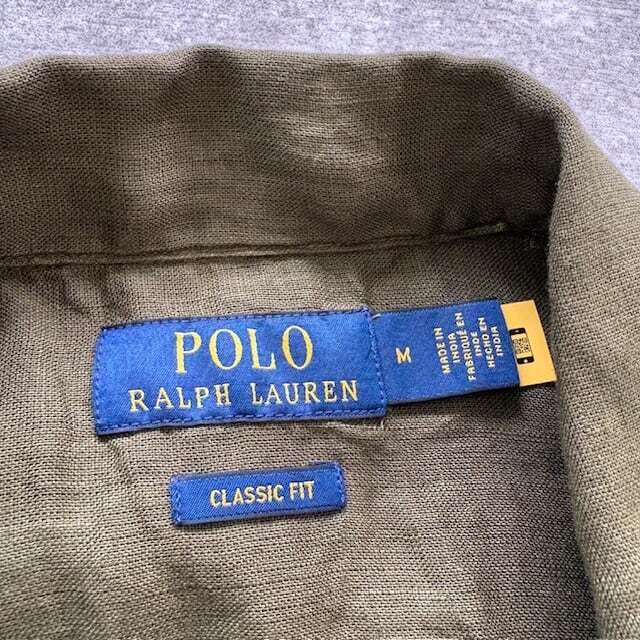 POLO
RALPH LAUREN
M
MADE IN
INDIA
FABRIQUÉ EN
INDE
HECHO EN
INDIA
CLASSIC FIT